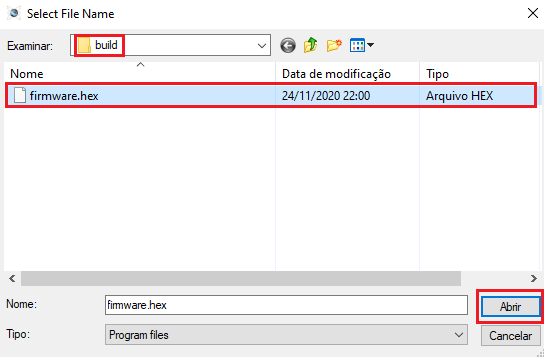 Select File Name
Examinar: build
Nome Data de modificação Tipo
firmware.hex 24/11/2020 22:00 Arquivo HEX
Nome: firmware.hex Abrir
Tipo: Program files Cancelar